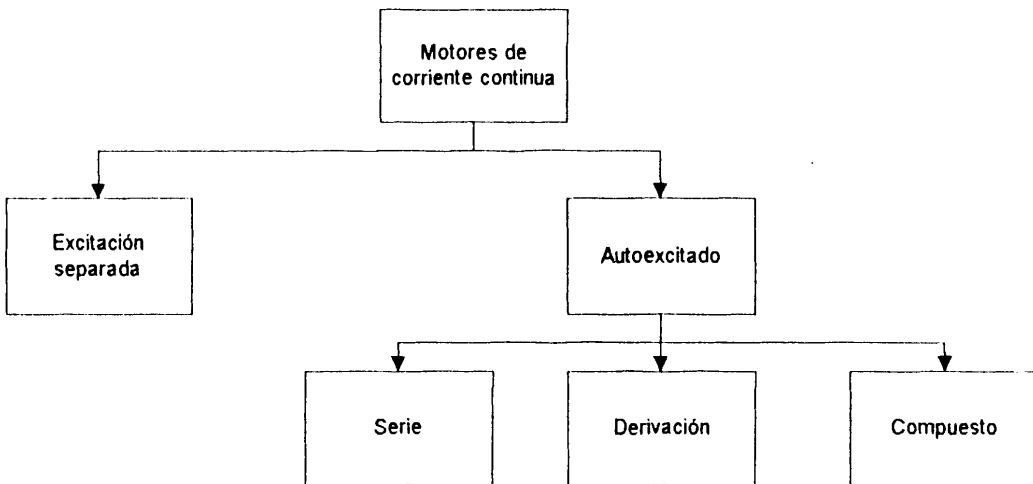 Motores de
corriente continua
Excitación
separada
Autoexcitado
Serie
Derivación
Compuesto